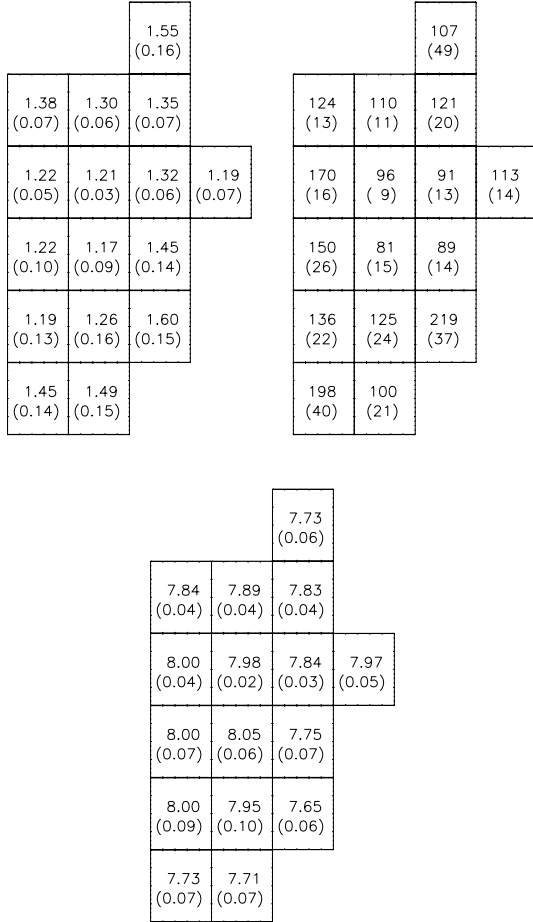 1.55 107
(0.16) (49)
1.38 1.30 1.35 124 110 121
(0.07) (0.06) (0.07) (13) (11) (20)
1.22 1.21 1.32 1.19 170 96 91 113
(0.05) (0.03) (0.06) (0.07) (16) ( 9) (13) (14)
1.22 1.17 1.45 150 81 89
(0.10) (0.09) (0.14) (26) (15) (14)
1.19 1.26 1.60 136 125 219
(0.13) (0.16) (0.15) (22) (24) (37)
1.45 1.49 198 100
(0.14) (0.15) (40) (21)
7.73
(0.06)
7.84 7.89 7.83
(0.04) (0.04) (0.04)
8.00 7.98 7.84 7.97
(0.04) (0.02) (0.03) (0.05)
8.00 8.05 7.75
(0.07) (0.06) (0.07)
8.00 7.95 7.65
(0.09) (0.10) (0.06)
7.73 7.71
(0.07) (0.07)